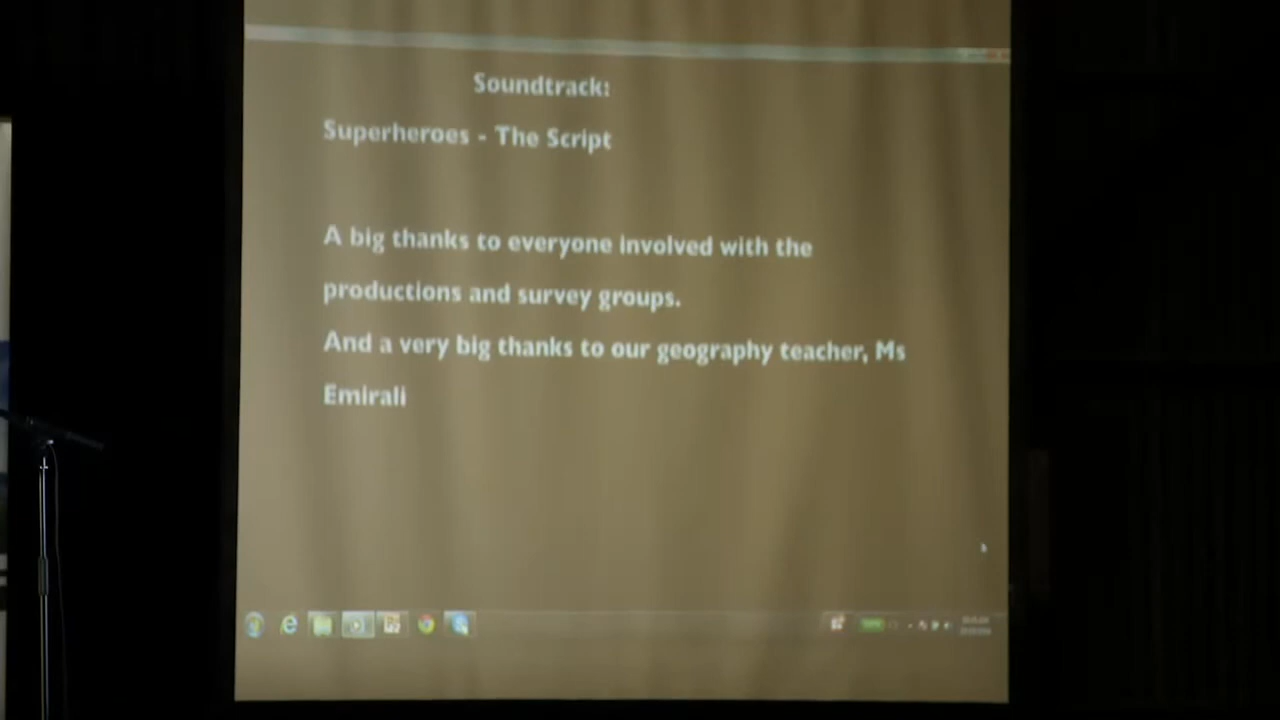 Soundtrack:
Superheroes - The Script
A big thanks to everyone involved with the
productions and survey groups.
And a very big thanks to our geography teacher, Ms
Emirali